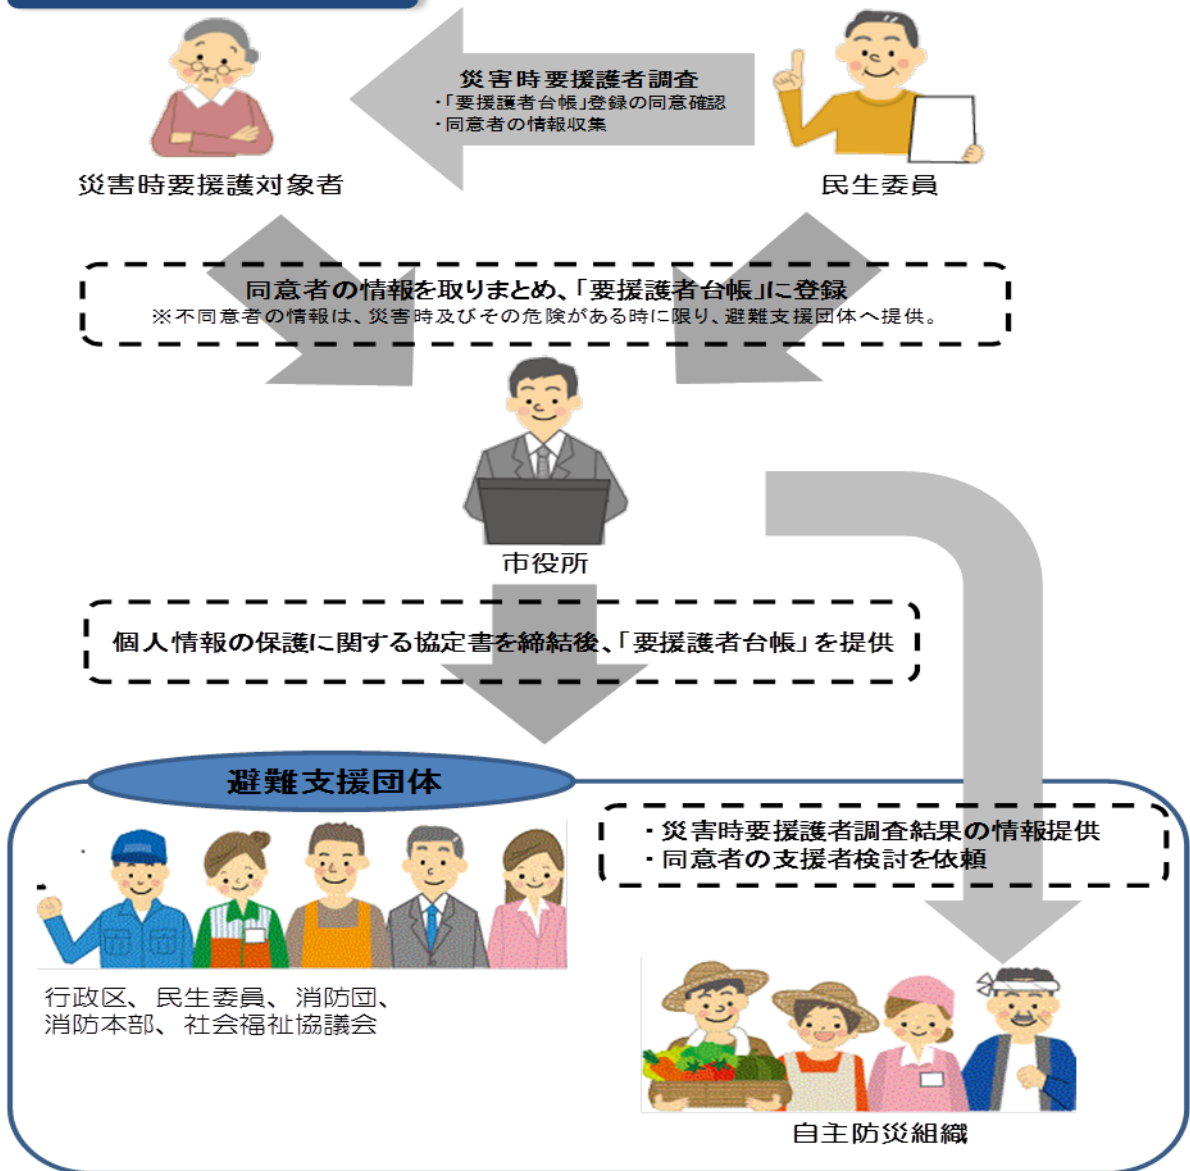 災害時要援護者調査
・「要援護者台帳」登録の同意確認
・同意者の情報収集
災害時要援護対象者
民生委員
同意者の情報を取りまとめ、「要援護者台帳」に登録
※不同意者の情報は、災害時及びその危険がある時に限り、避難支援団体へ提供。
市役所
個人情報の保護に関する協定書を締結後、「要援護者台帳」を提供
避難支援団体
・災害時要援護者調査結果の情報提供
・同意者の支援者検討を依頼
行政区、民生委員、消防団、
消防本部、社会福祉協議会
自主防災組織